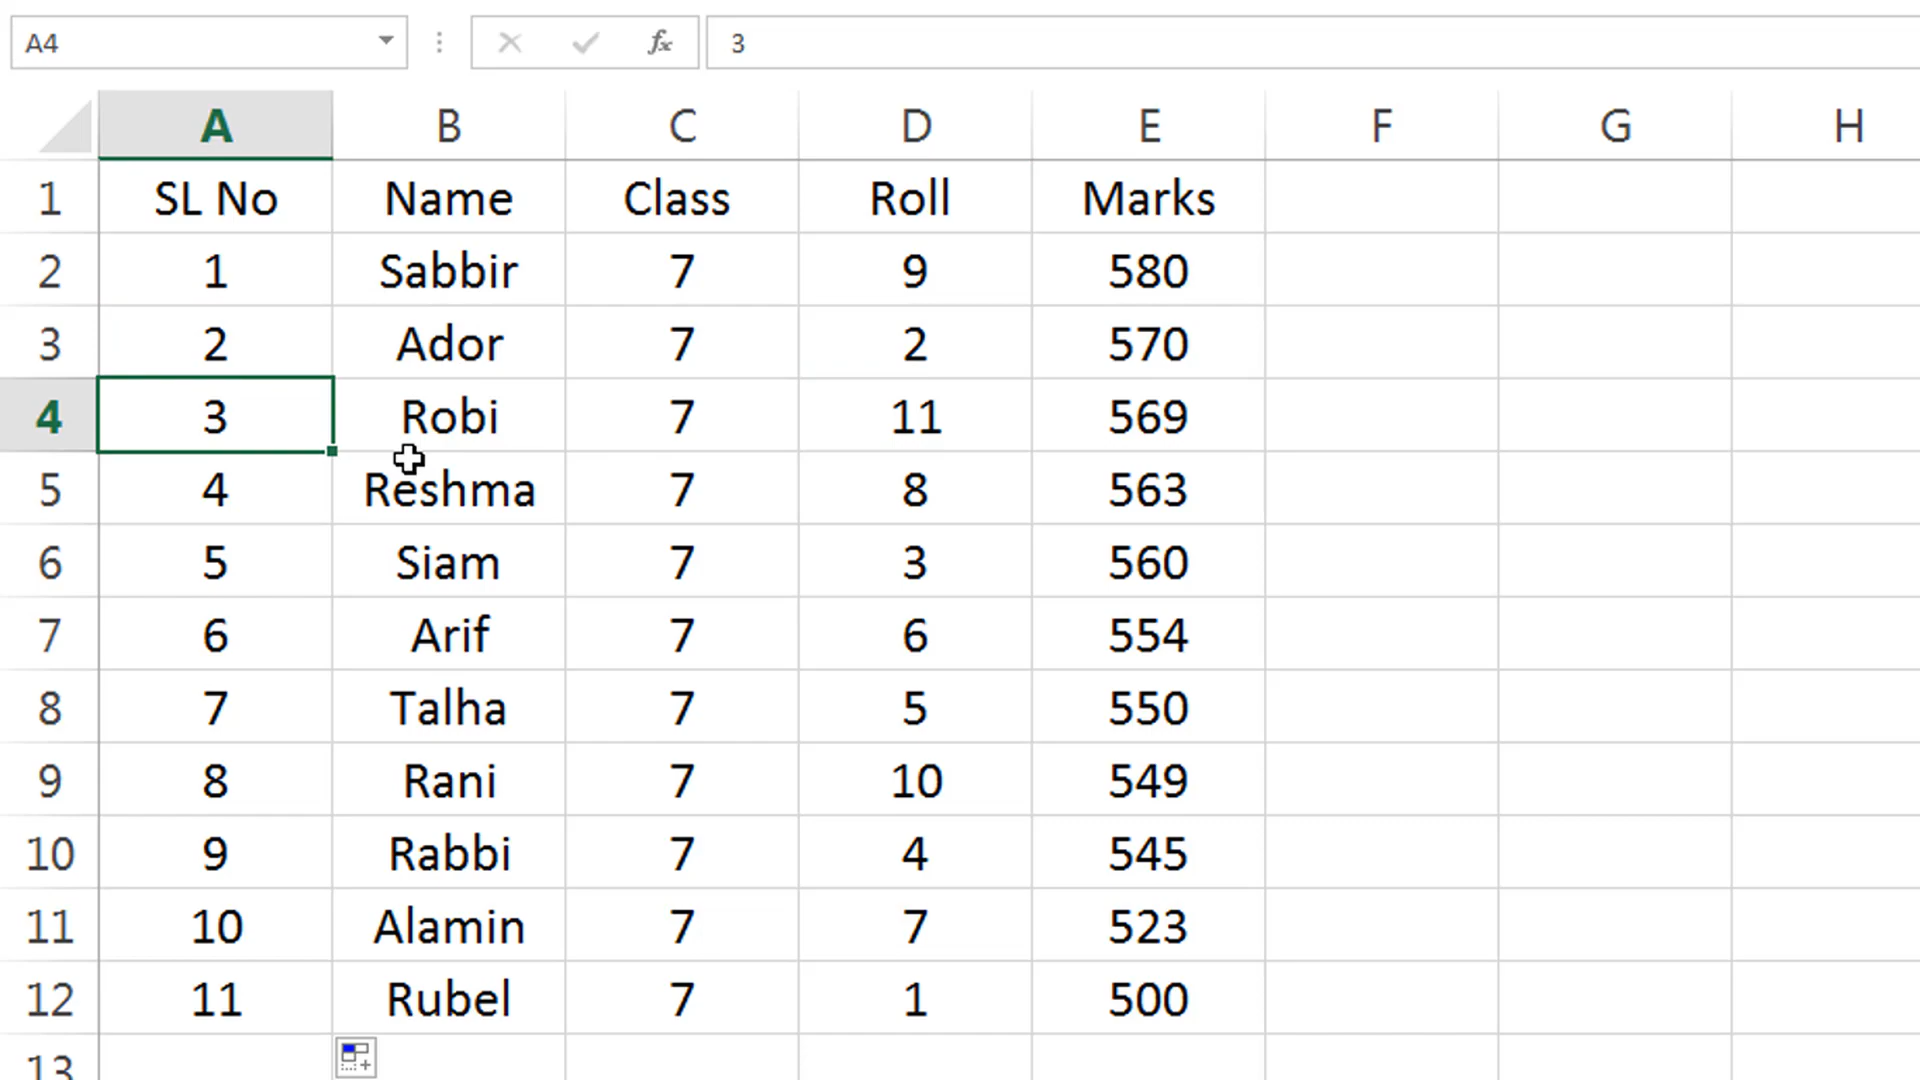 A4 fx 3
A B C D E F G H
1 SL No Name Class Roll Marks
2 1 Sabbir 7 9 580
3 2 Ador 7 2 570
4 3 Robi 7 11 569
5 4 Reshma 7 8 563
6 5 Siam 7 3 560
7 6 Arif 7 6 554
8 7 Talha 7 5 550
9 8 Rani 7 10 549
10 9 Rabbi 7 4 545
11 10 Alamin 7 7 523
12 11 Rubel 7 1 500
13